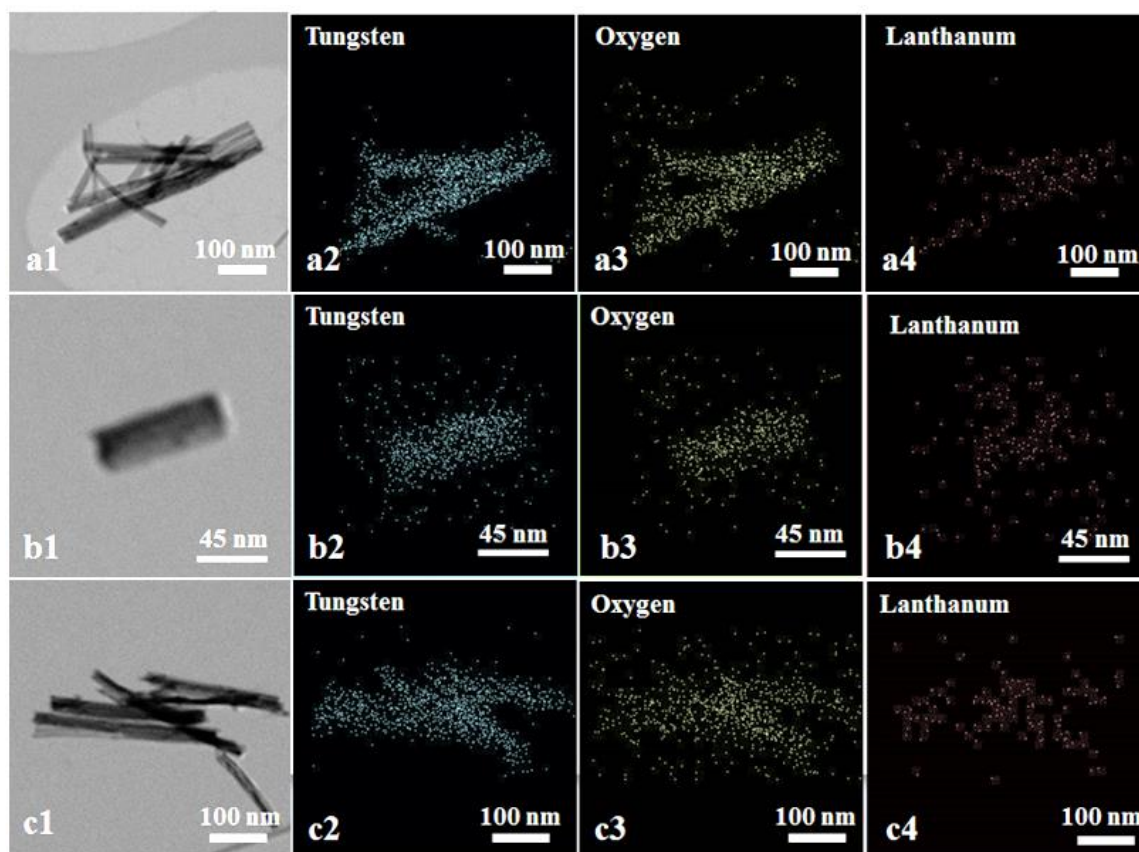 Tungsten
Oxygen
Lanthanum
100 nm
100 nm
100 nm
100 nm
a1
a2
a3
a4
Tungsten
Oxygen
Lanthanum
45 nm
45 nm
45 nm
45 nm
b1
b2
b3
b4
Tungsten
Oxygen
Lanthanum
100 nm
100 nm
100 nm
100 nm
c1
c2
c3
c4